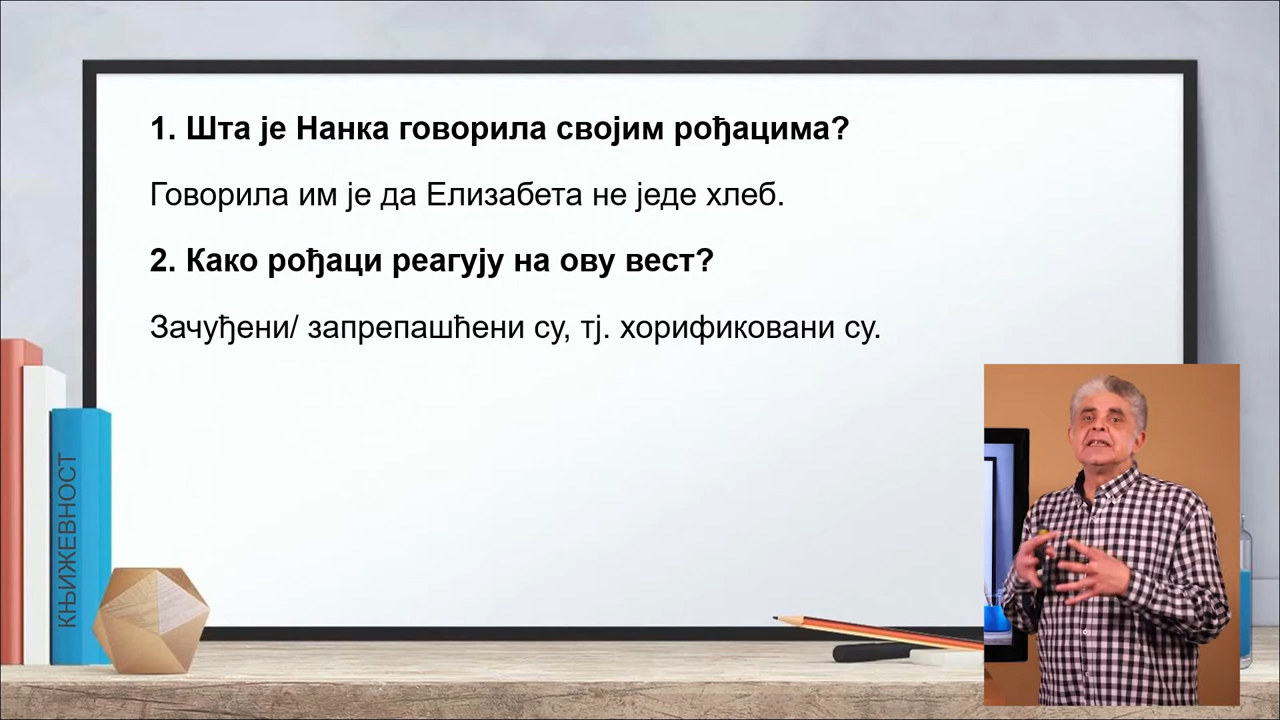 1. Шта је Нанка говорила својим рођацима?
Говорила им је да Елизабета не једе хлеб.
2. Како рођаци реагују на ову вест?
Зачуђени/ запрепашћени су, тј. хорификовани су.
КЊИЖЕВНОСТ